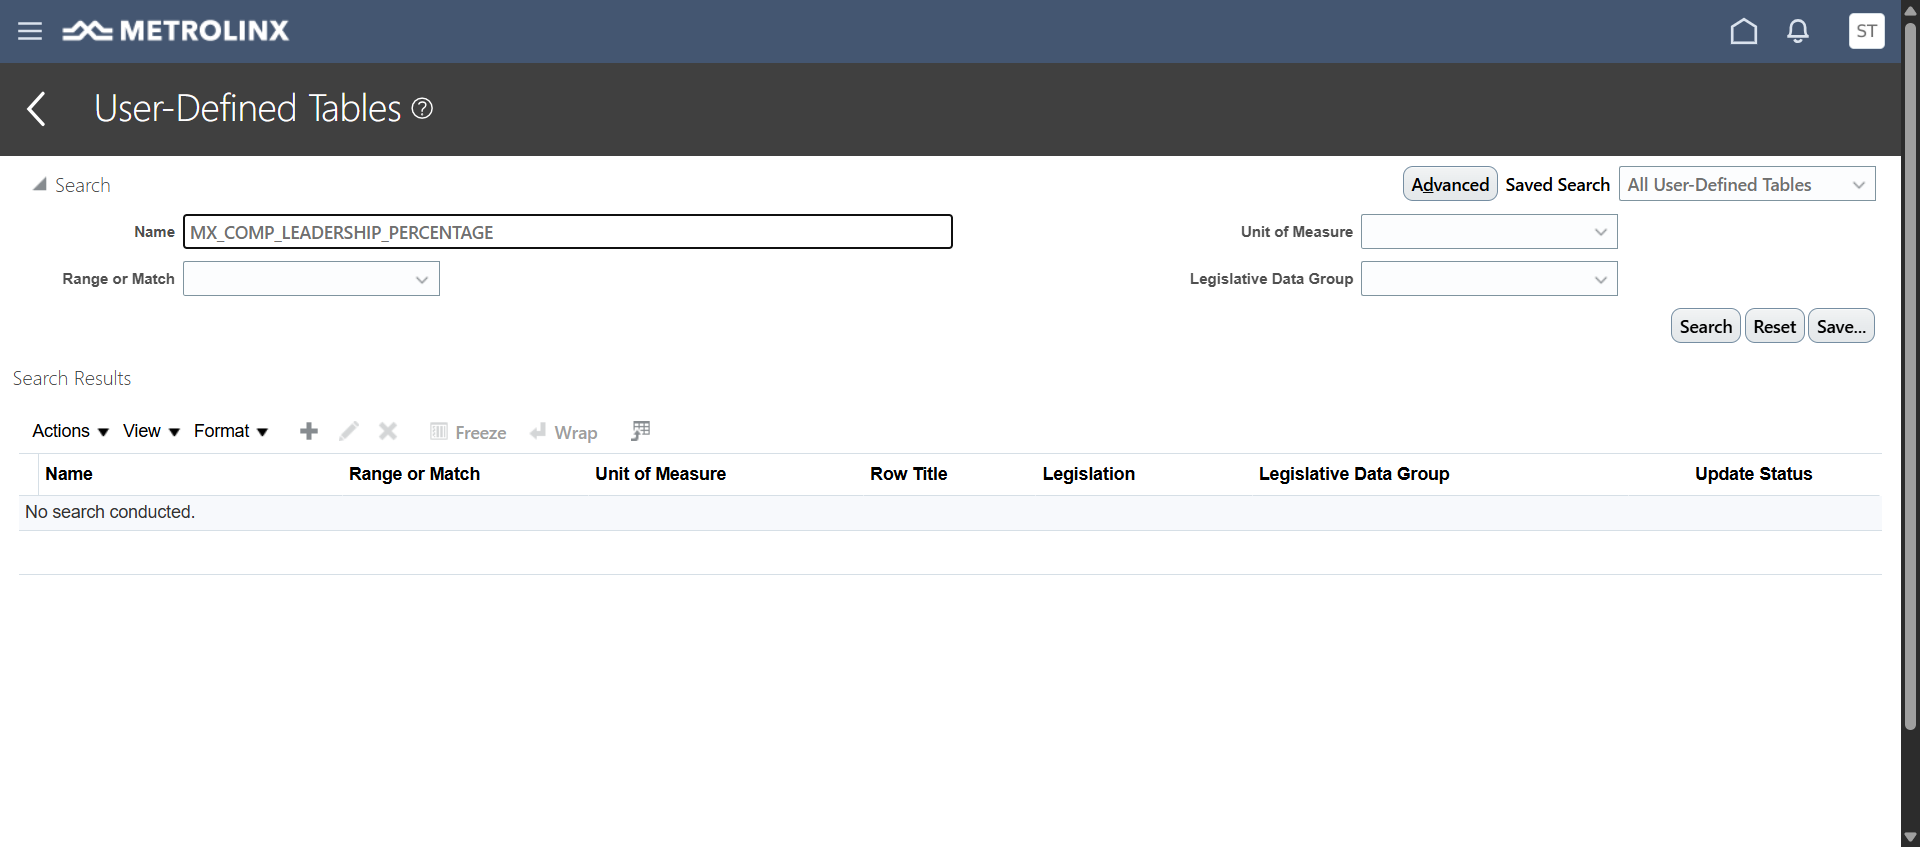 METROLINX
ST
User-Defined Tables ?
Search
Advanced Saved Search All User-Defined Tables
Name MX_COMP_LEADERSHIP_PERCENTAGE
Unit of Measure
Range or Match
Legislative Data Group
Search Reset Save...
Search Results
Actions View Format Freeze Wrap
Name Range or Match Unit of Measure Row Title Legislation Legislative Data Group Update Status
No search conducted.